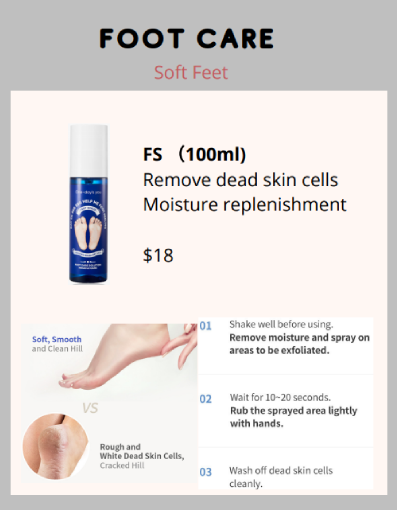 FOOT CARE
Soft Feet
FS （100ml)
Remove dead skin cells
Moisture replenishment
$18
Soft, Smooth
and Clean Hill
VS
Rough and
White Dead Skin Cells,
Cracked Hill
01 Shake well before using.
Remove moisture and spray on
areas to be exfoliated.
02 Wait for 10~20 seconds.
Rub the sprayed area lightly
with hands.
03 Wash off dead skin cells
cleanly.